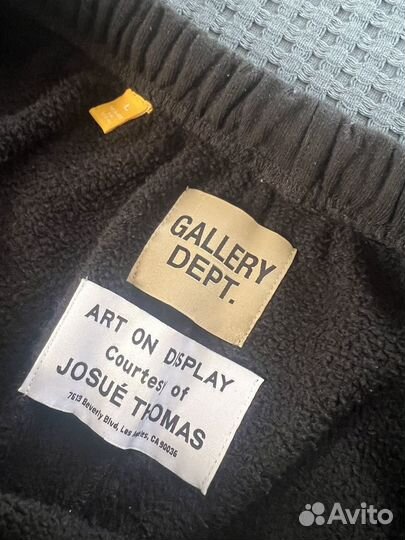 L
GALLERY
DEPT.
ART ON DISPLAY
Courtesy of
JOSUÉ THOMAS
7613 Beverly Blvd, Los Angeles, CA 90036
Avito